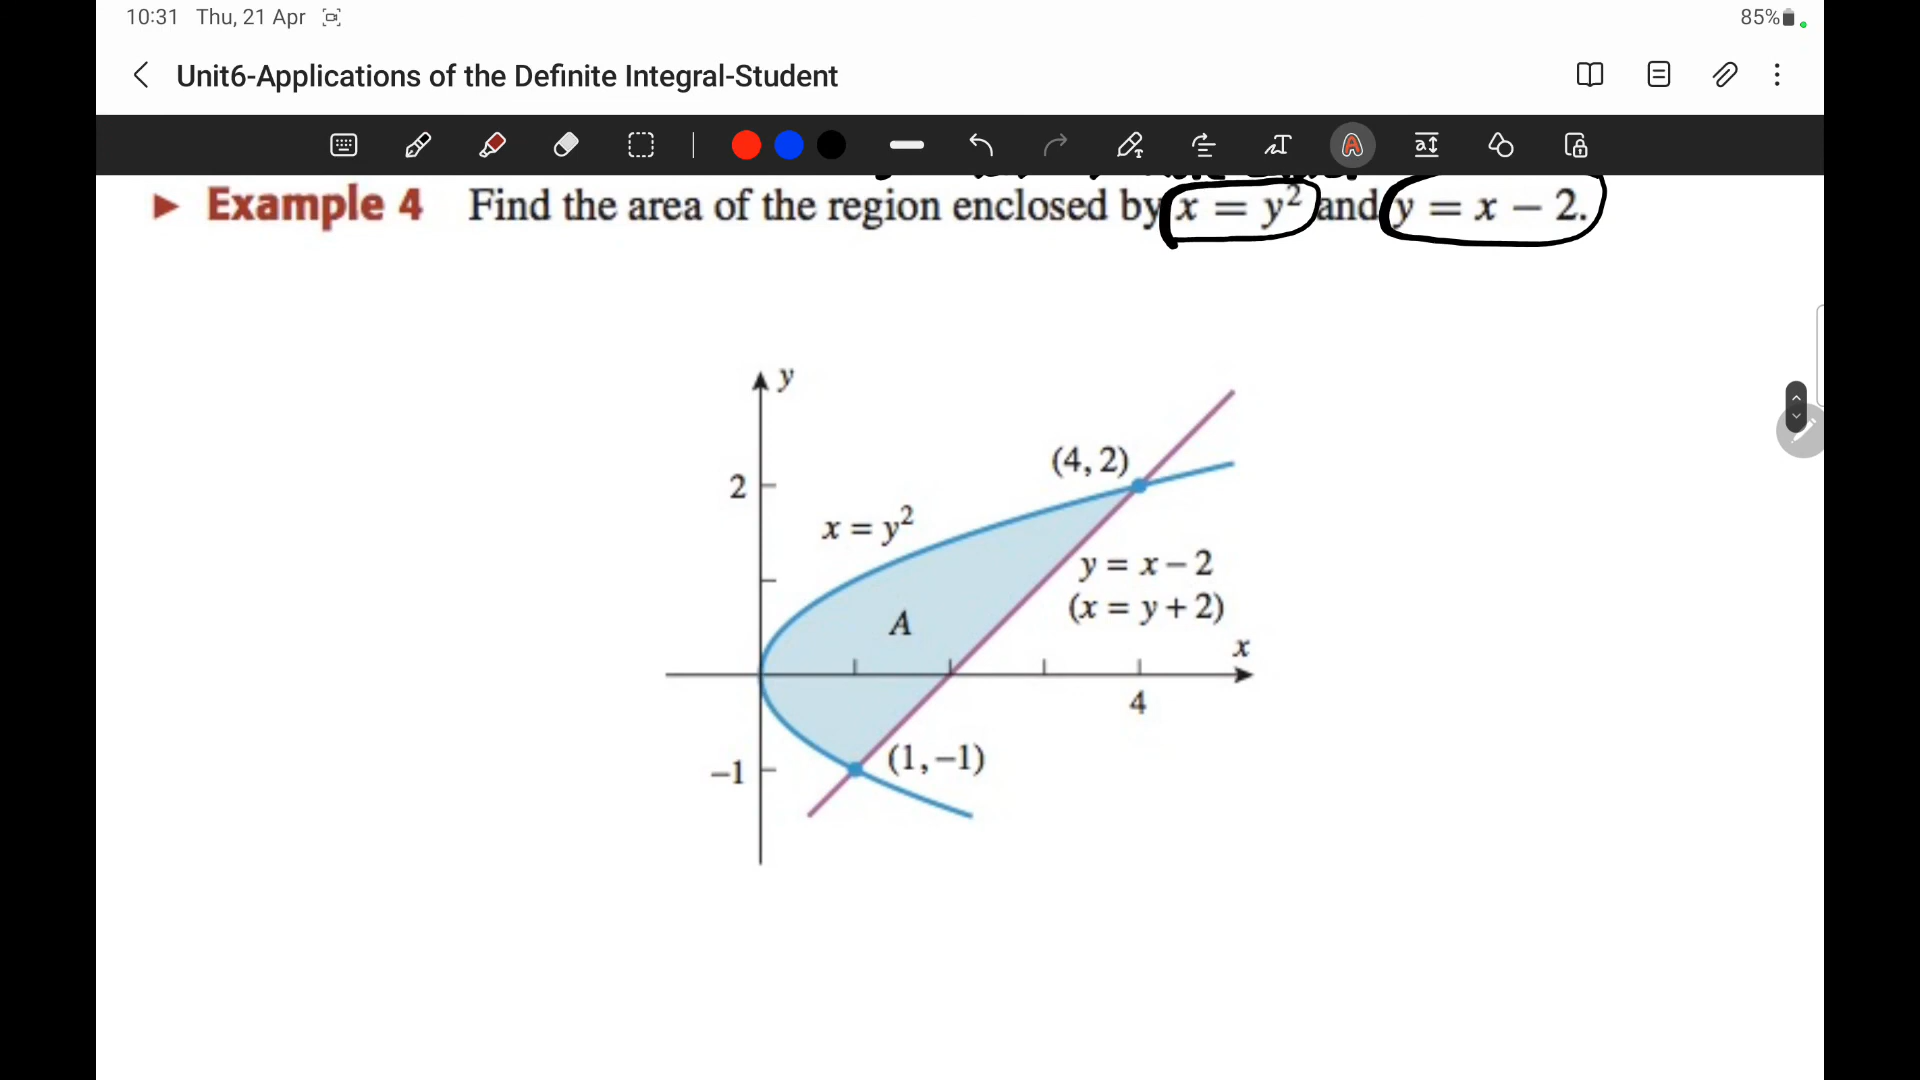 10:31 Thu, 21 Apr
85%
Unit6-Applications of the Definite Integral-Student
Example 4 Find the area of the region enclosed by x = y² and y = x − 2.
y
(4, 2)
2
x = y²
y = x − 2
(x = y + 2)
A
x
4
(1, −1)
−1